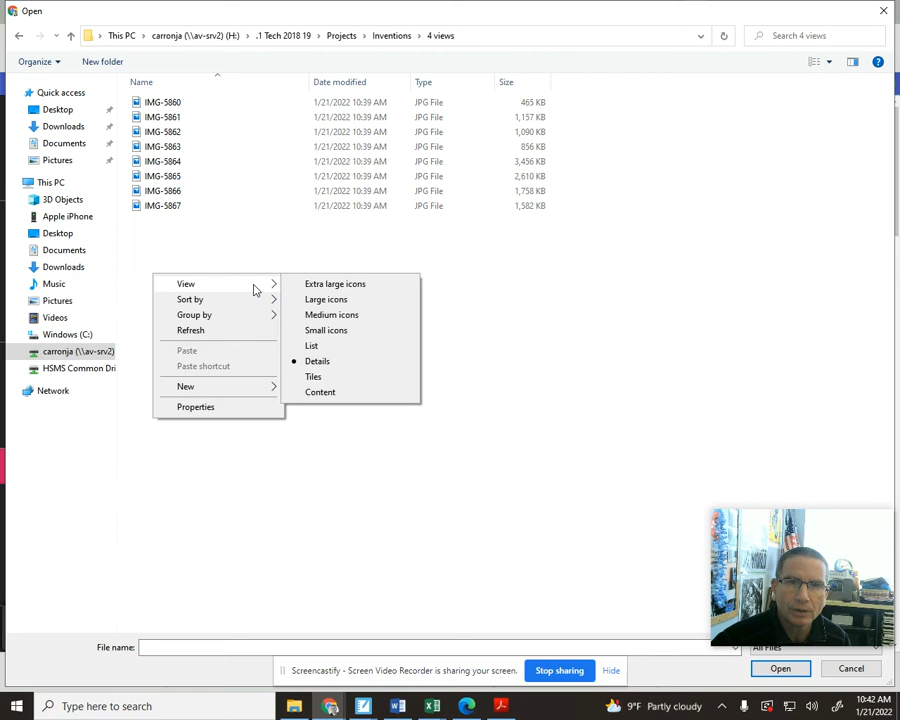 Open
This PC > carronja (\\av-srv2) (H:) > .1 Tech 2018 19 > Projects > Inventions > 4 views
Search 4 views
Organize
New folder
Name Date modified Type Size
IMG-5860 1/21/2022 10:39 AM JPG File 465 KB
IMG-5861 1/21/2022 10:39 AM JPG File 1,157 KB
IMG-5862 1/21/2022 10:39 AM JPG File 1,090 KB
IMG-5863 1/21/2022 10:39 AM JPG File 856 KB
IMG-5864 1/21/2022 10:39 AM JPG File 3,456 KB
IMG-5865 1/21/2022 10:39 AM JPG File 2,610 KB
IMG-5866 1/21/2022 10:39 AM JPG File 1,758 KB
IMG-5867 1/21/2022 10:39 AM JPG File 1,582 KB
Quick access
Desktop
Downloads
Documents
Pictures
This PC
3D Objects
Apple iPhone
Desktop
Documents
Downloads
Music
Pictures
Videos
Windows (C:)
carronja (\\av-srv2)
HSMS Common Dri
Network
View
Sort by
Group by
Refresh
Paste
Paste shortcut
New
Properties
Extra large icons
Large icons
Medium icons
Small icons
List
Details
Tiles
Content
File name:
All Files
Screencastify - Screen Video Recorder is sharing your screen.
Stop sharing
Hide
Open
Cancel
Type here to search
9°F Partly cloudy
10:42 AM
1/21/2022